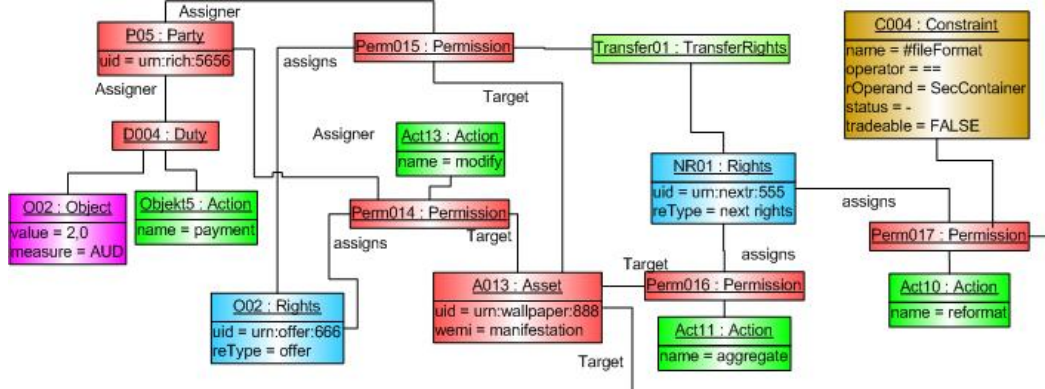 Assigner
P05 : Party
uid = urn:rich:5656
Perm015 : Permission
Transfer01 : TransferRights
C004 : Constraint
name = #fileFormat
operator = ==
rOperand = SecContainer
status = -
tradeable = FALSE
assigns
Assigner
Target
D004 : Duty
Assigner
Act13 : Action
name = modify
NR01 : Rights
uid = urn:nextr:555
reType = next rights
O02 : Object
value = 2,0
measure = AUD
Objekt5 : Action
name = payment
Perm014 : Permission
assigns
Target
assigns
Perm017 : Permission
assigns
Target
O02 : Rights
uid = urn:offer:666
reType = offer
A013 : Asset
uid = urn:wallpaper:888
wemi = manifestation
Perm016 : Permission
Act10 : Action
name = reformat
Act11 : Action
name = aggregate
Target